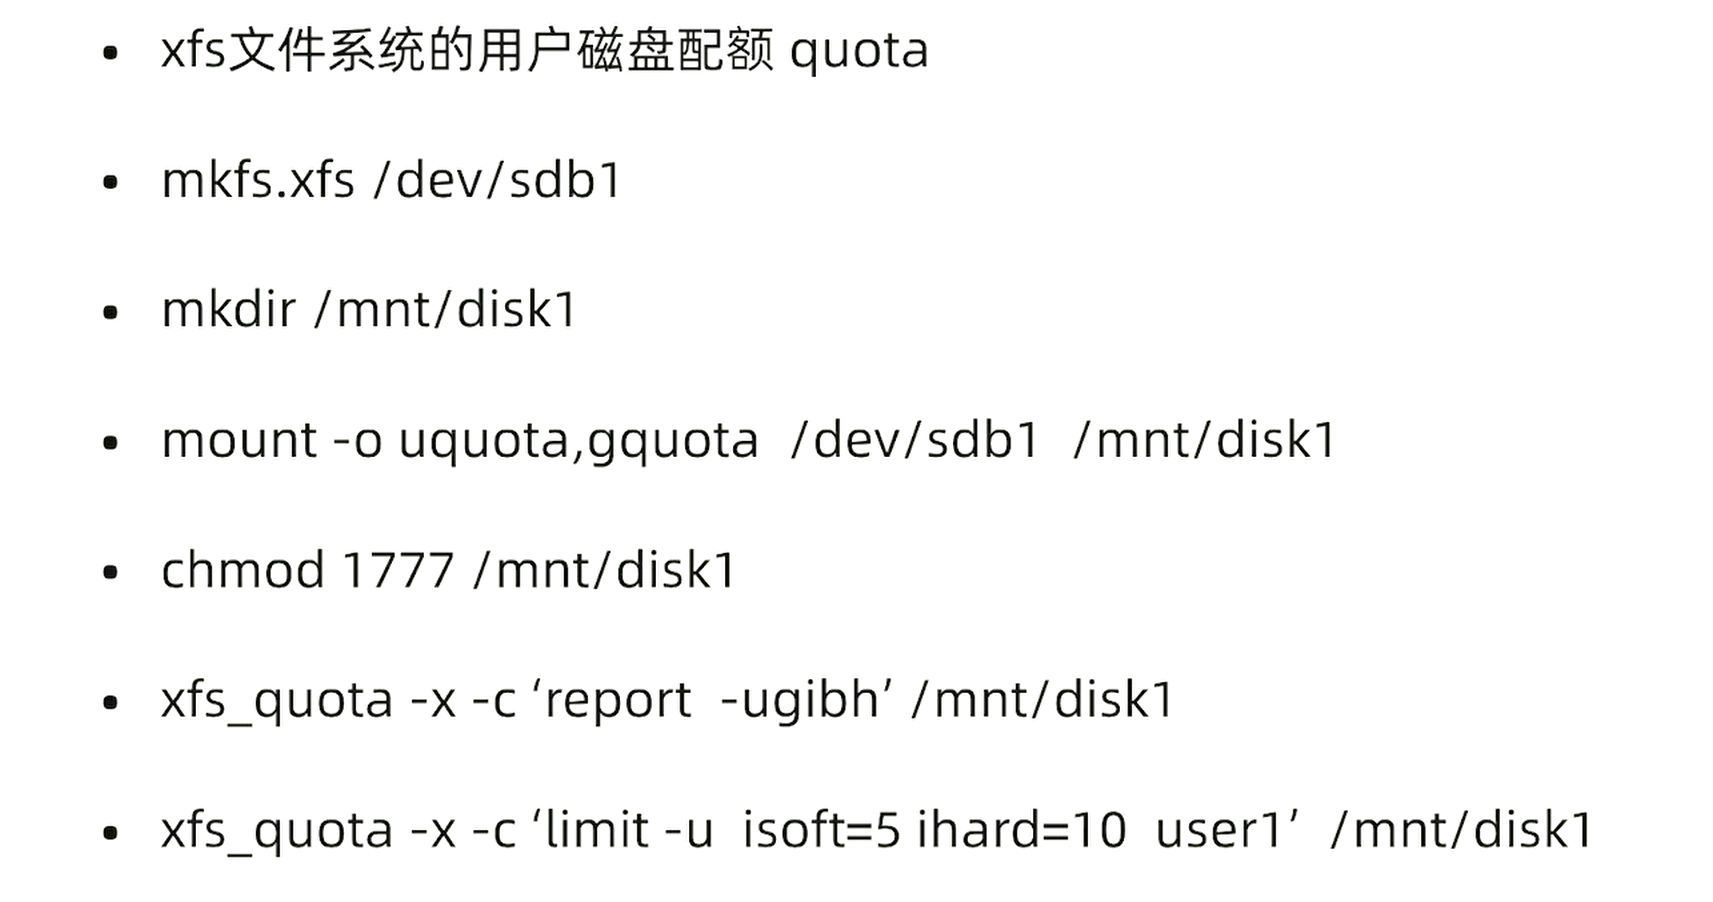 • xfs文件系统的用户磁盘配额 quota
• mkfs.xfs /dev/sdb1
• mkdir /mnt/disk1
• mount -o uquota,gquota  /dev/sdb1  /mnt/disk1
• chmod 1777 /mnt/disk1
• xfs_quota -x -c ‘report  -ugibh’ /mnt/disk1
• xfs_quota -x -c ‘limit -u  isoft=5 ihard=10  user1’  /mnt/disk1